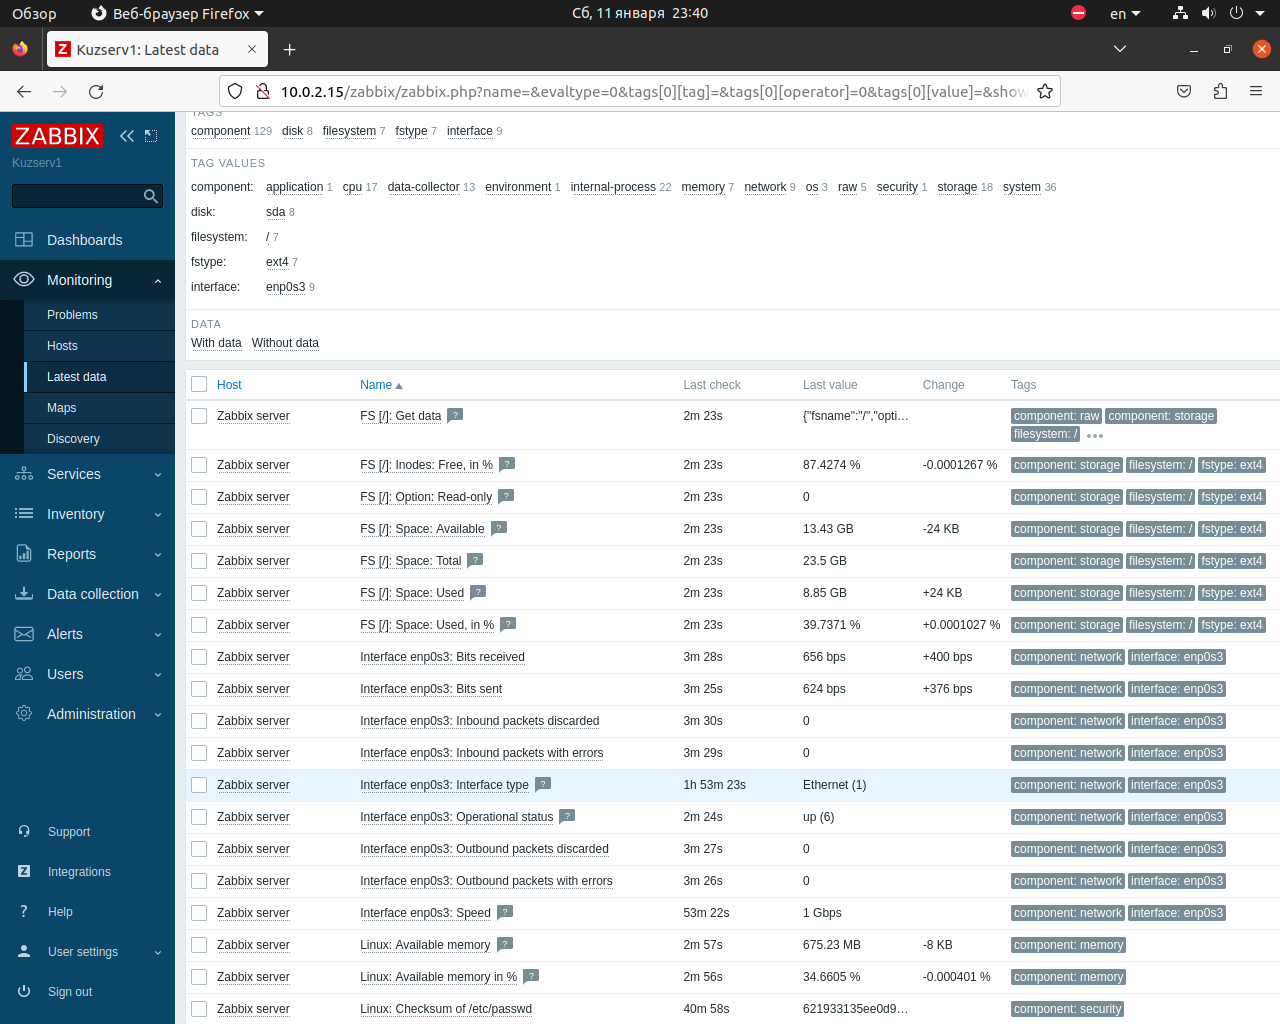 Обзор Веб-браузер Firefox Сб, 11 января 23:40 en
Z Kuzserv1: Latest data
10.0.2.15/zabbix/zabbix.php?name=&evaltype=0&tags[0][tag]=&tags[0][operator]=0&tags[0][value]=&show
ZABBIX
Kuzserv1
Dashboards
Monitoring
Problems
Hosts
Latest data
Maps
Discovery
Services
Inventory
Reports
Data collection
Alerts
Users
Administration
Support
Z Integrations
? Help
User settings
Sign out
TAGS
component 129 disk 8 filesystem 7 fstype 7 interface 9
TAG VALUES
component: application 1 cpu 17 data-collector 13 environment 1 internal-process 22 memory 7 network 9 os 3 raw 5 security 1 storage 18 system 36
disk: sda 8
filesystem: / 7
fstype: ext4 7
interface: enp0s3 9
DATA
With data Without data
Host Name Last check Last value Change Tags
Zabbix server FS [/]: Get data ? 2m 23s {"fsname":"/","opti… component: raw component: storage
filesystem: / •••
Zabbix server FS [/]: Inodes: Free, in % ? 2m 23s 87.4274 % -0.0001267 % component: storage filesystem: / fstype: ext4
Zabbix server FS [/]: Option: Read-only ? 2m 23s 0 component: storage filesystem: / fstype: ext4
Zabbix server FS [/]: Space: Available ? 2m 23s 13.43 GB -24 KB component: storage filesystem: / fstype: ext4
Zabbix server FS [/]: Space: Total ? 2m 23s 23.5 GB component: storage filesystem: / fstype: ext4
Zabbix server FS [/]: Space: Used ? 2m 23s 8.85 GB +24 KB component: storage filesystem: / fstype: ext4
Zabbix server FS [/]: Space: Used, in % ? 2m 23s 39.7371 % +0.0001027 % component: storage filesystem: / fstype: ext4
Zabbix server Interface enp0s3: Bits received 3m 28s 656 bps +400 bps component: network interface: enp0s3
Zabbix server Interface enp0s3: Bits sent 3m 25s 624 bps +376 bps component: network interface: enp0s3
Zabbix server Interface enp0s3: Inbound packets discarded 3m 30s 0 component: network interface: enp0s3
Zabbix server Interface enp0s3: Inbound packets with errors 3m 29s 0 component: network interface: enp0s3
Zabbix server Interface enp0s3: Interface type ? 1h 53m 23s Ethernet (1) component: network interface: enp0s3
Zabbix server Interface enp0s3: Operational status ? 2m 24s up (6) component: network interface: enp0s3
Zabbix server Interface enp0s3: Outbound packets discarded 3m 27s 0 component: network interface: enp0s3
Zabbix server Interface enp0s3: Outbound packets with errors 3m 26s 0 component: network interface: enp0s3
Zabbix server Interface enp0s3: Speed ? 53m 22s 1 Gbps component: network interface: enp0s3
Zabbix server Linux: Available memory ? 2m 57s 675.23 MB -8 KB component: memory
Zabbix server Linux: Available memory in % ? 2m 56s 34.6605 % -0.000401 % component: memory
Zabbix server Linux: Checksum of /etc/passwd 40m 58s 621933135ee0d9… component: security